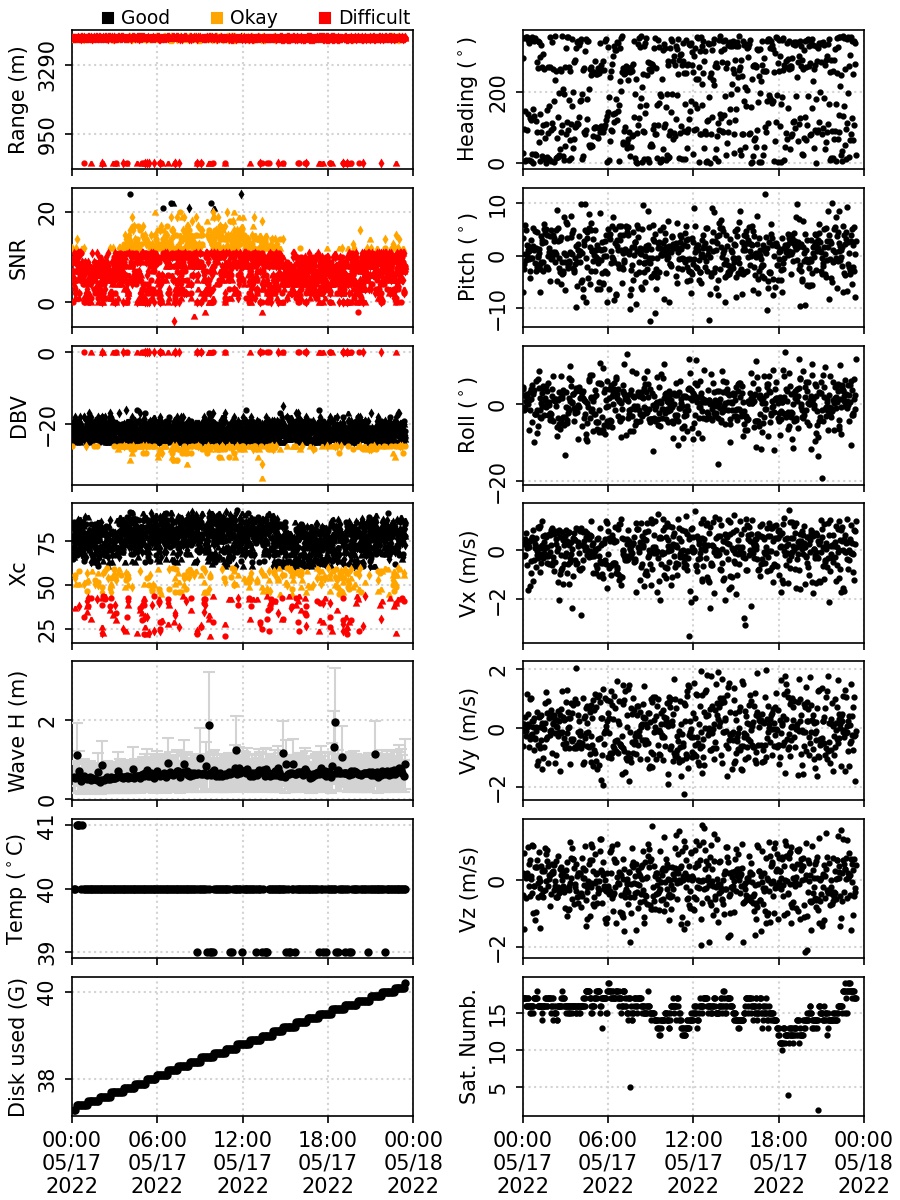 Good Okay Difficult
Range (m)
3290
950
Heading (°)
200
0
SNR
20
0
Pitch (°)
10
0
−10
DBV
0
−20
Roll (°)
0
−20
Xc
75
50
25
Vx (m/s)
0
−2
Wave H (m)
2
0
Vy (m/s)
2
0
−2
Temp (°C)
41
40
39
Vz (m/s)
0
−2
Disk used (G)
40
38
Sat. Numb.
15
10
5
00:00 06:00 12:00 18:00 00:00
05/17 05/17 05/17 05/17 05/18
2022 2022 2022 2022 2022
00:00 06:00 12:00 18:00 00:00
05/17 05/17 05/17 05/17 05/18
2022 2022 2022 2022 2022